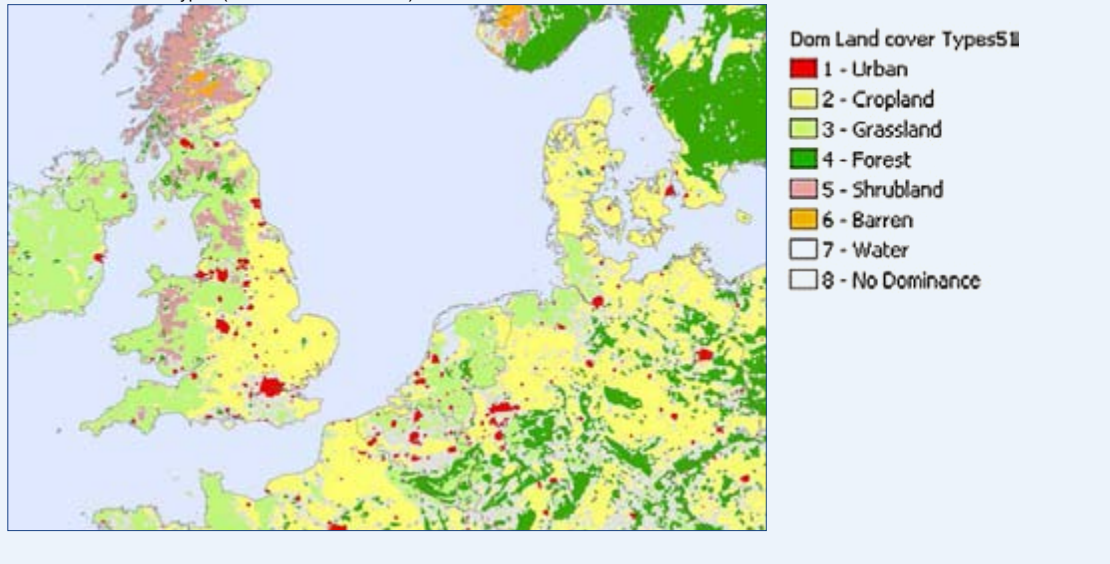 Dom Land cover Types51
1 - Urban
2 - Cropland
3 - Grassland
4 - Forest
5 - Shrubland
6 - Barren
7 - Water
8 - No Dominance